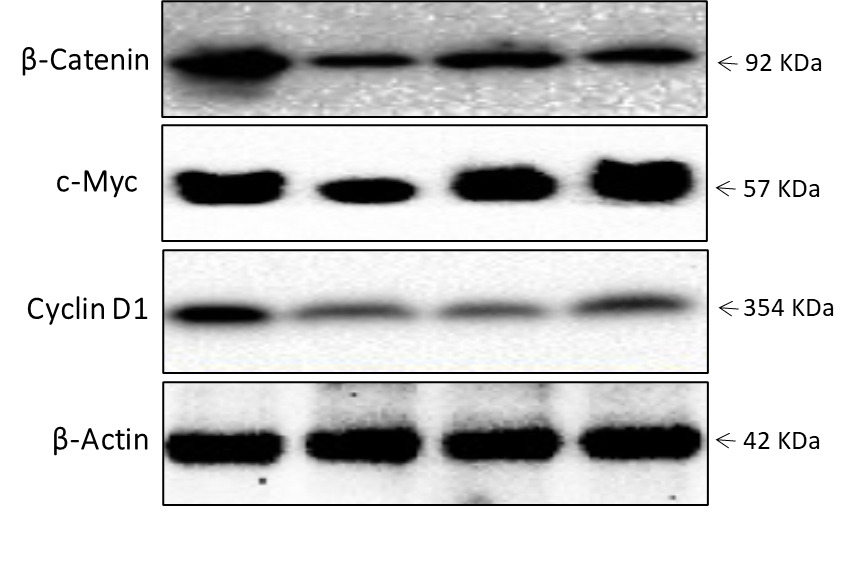 β-Catenin ← 92 KDa
c-Myc ← 57 KDa
Cyclin D1 ← 354 KDa
β-Actin ← 42 KDa